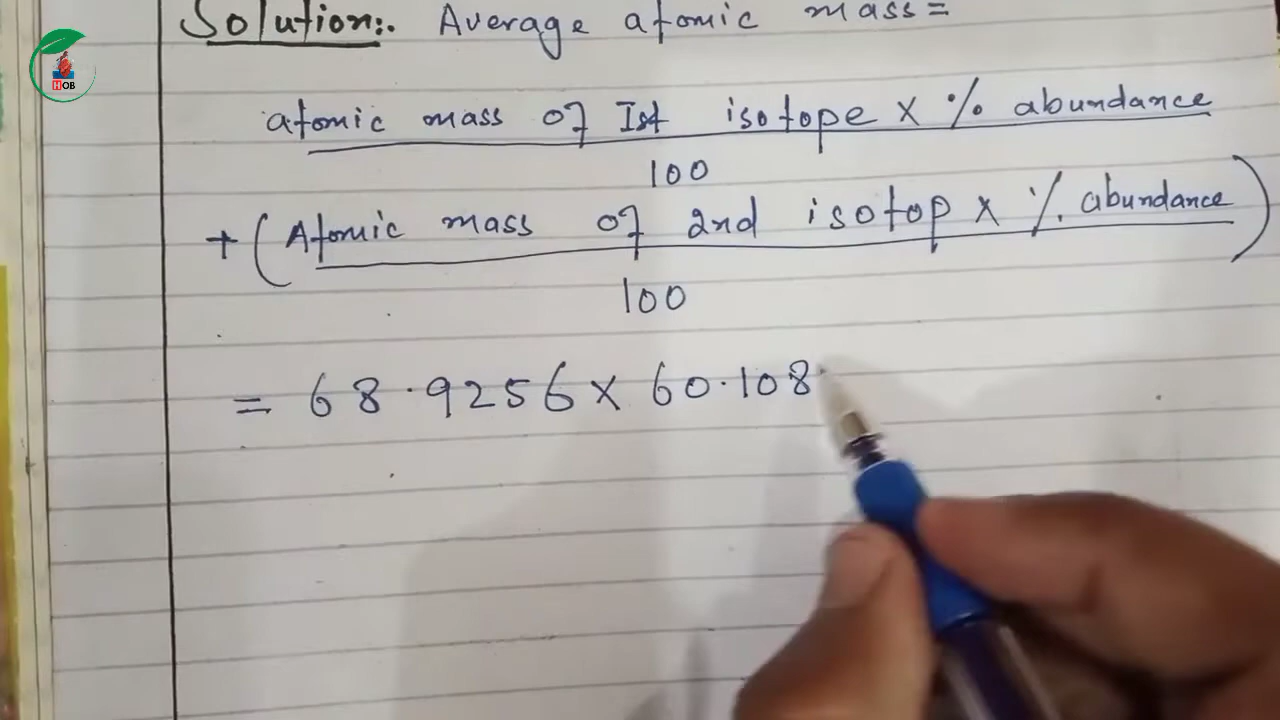 HOB
Solution:. Average atomic mass=
atomic mass of Ist isotope x % abundance
100
+ (Atomic mass of 2nd isotop x % abundance)
100
= 68.9256 x 60.108